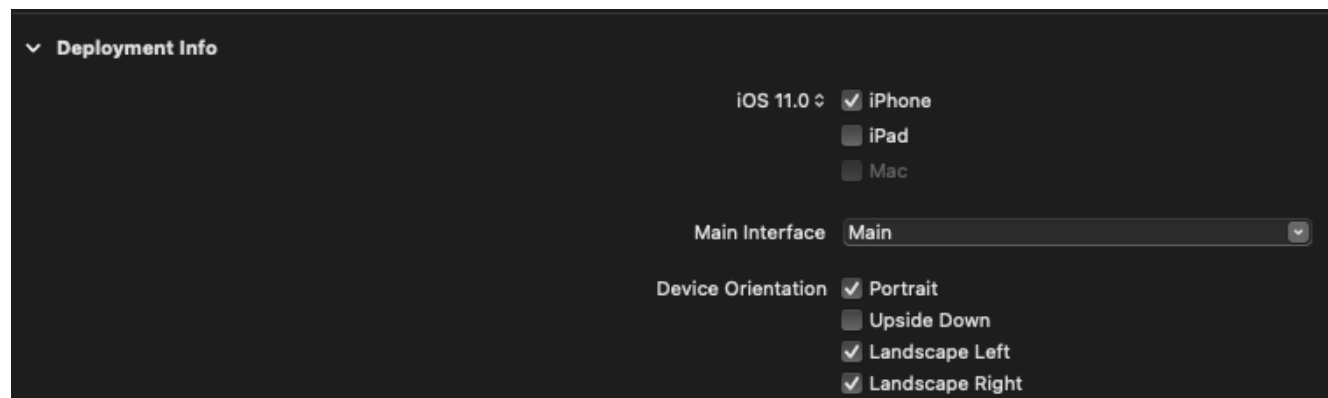 Deployment Info
iOS 11.0 iPhone
iPad
Mac
Main Interface Main
Device Orientation Portrait
Upside Down
Landscape Left
Landscape Right